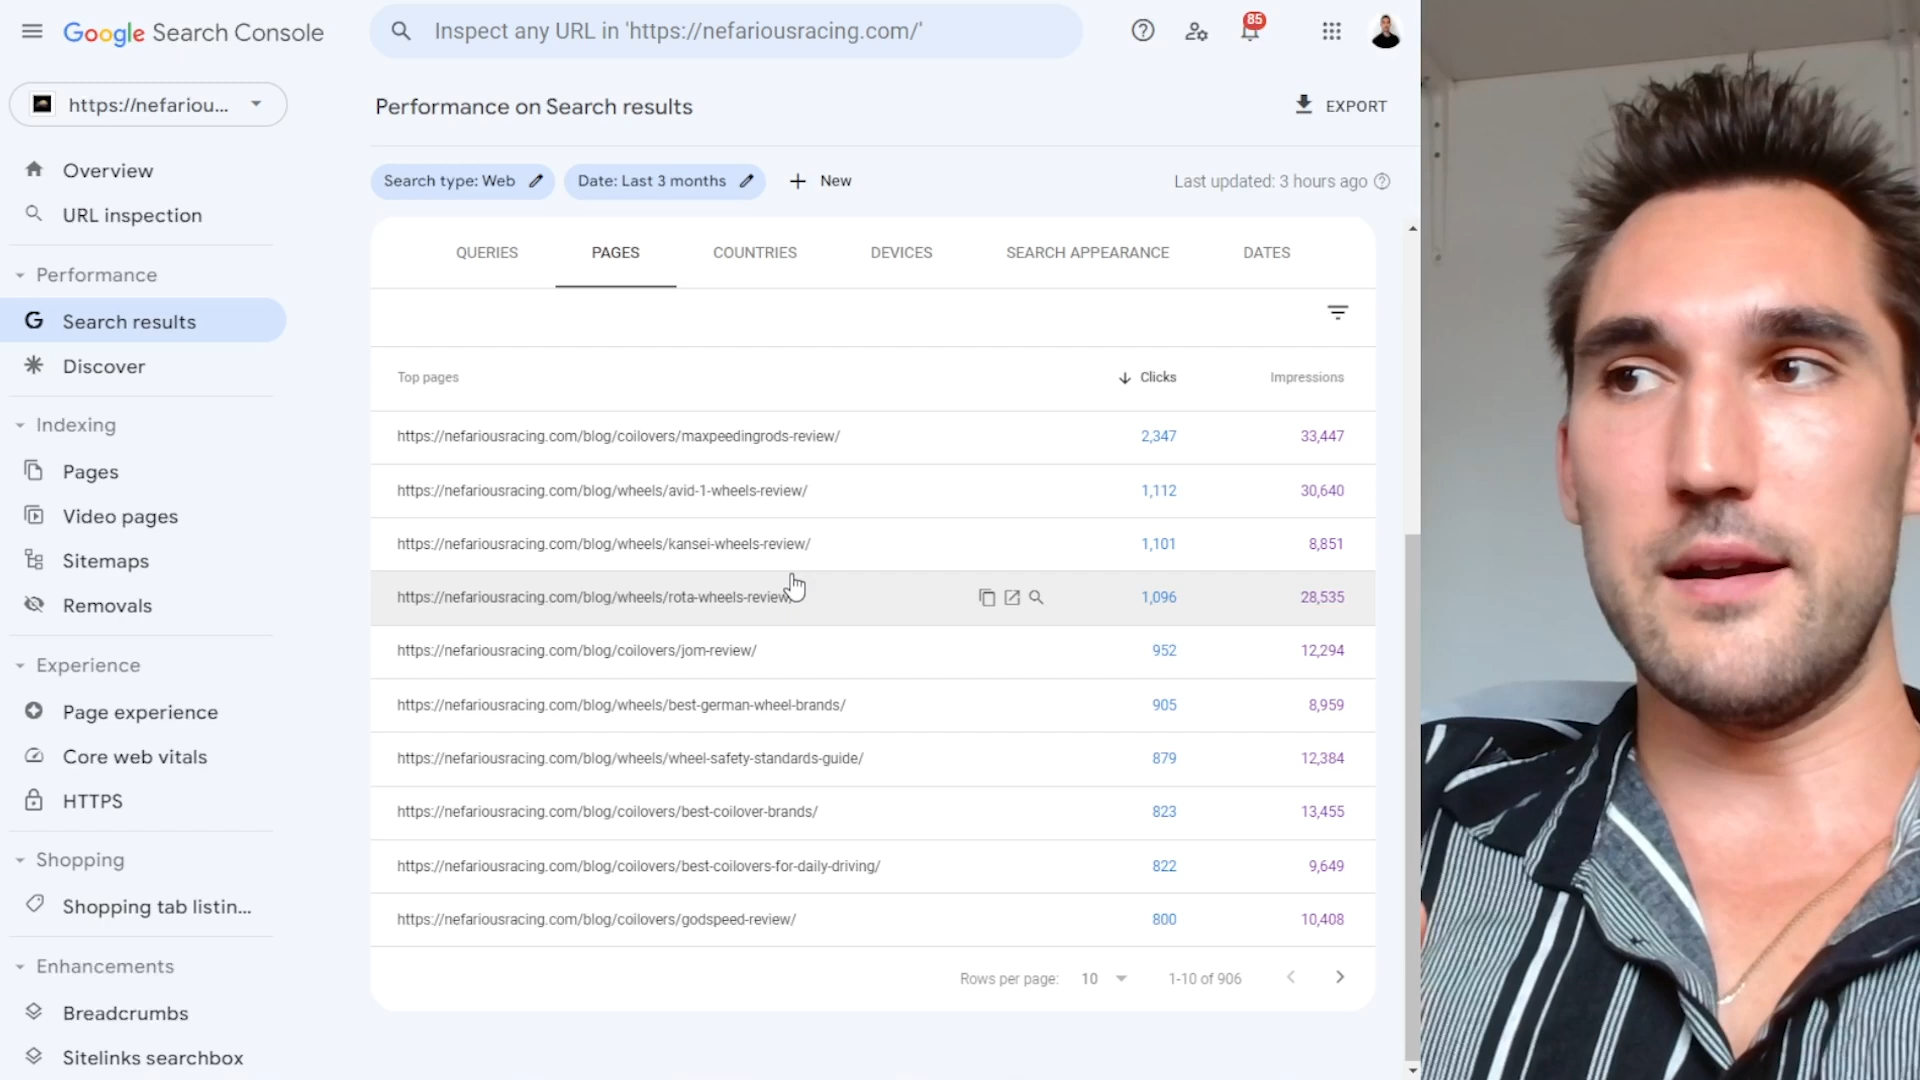 Google Search Console
Inspect any URL in 'https://nefariousracing.com/'
85
https://nefariou...
Performance on Search results
EXPORT
Search type: Web
Date: Last 3 months
New
Last updated: 3 hours ago
Overview
URL inspection
Performance
Search results
Discover
Indexing
Pages
Video pages
Sitemaps
Removals
Experience
Page experience
Core web vitals
HTTPS
Shopping
Shopping tab listin...
Enhancements
Breadcrumbs
Sitelinks searchbox
QUERIES PAGES COUNTRIES DEVICES SEARCH APPEARANCE DATES
Top pages Clicks Impressions
https://nefariousracing.com/blog/coilovers/maxpeedingrods-review/ 2,347 33,447
https://nefariousracing.com/blog/wheels/avid-1-wheels-review/ 1,112 30,640
https://nefariousracing.com/blog/wheels/kansei-wheels-review/ 1,101 8,851
https://nefariousracing.com/blog/wheels/rota-wheels-review/ 1,096 28,535
https://nefariousracing.com/blog/coilovers/jom-review/ 952 12,294
https://nefariousracing.com/blog/wheels/best-german-wheel-brands/ 905 8,959
https://nefariousracing.com/blog/wheels/wheel-safety-standards-guide/ 879 12,384
https://nefariousracing.com/blog/coilovers/best-coilover-brands/ 823 13,455
https://nefariousracing.com/blog/coilovers/best-coilovers-for-daily-driving/ 822 9,649
https://nefariousracing.com/blog/coilovers/godspeed-review/ 800 10,408
Rows per page: 10 1-10 of 906